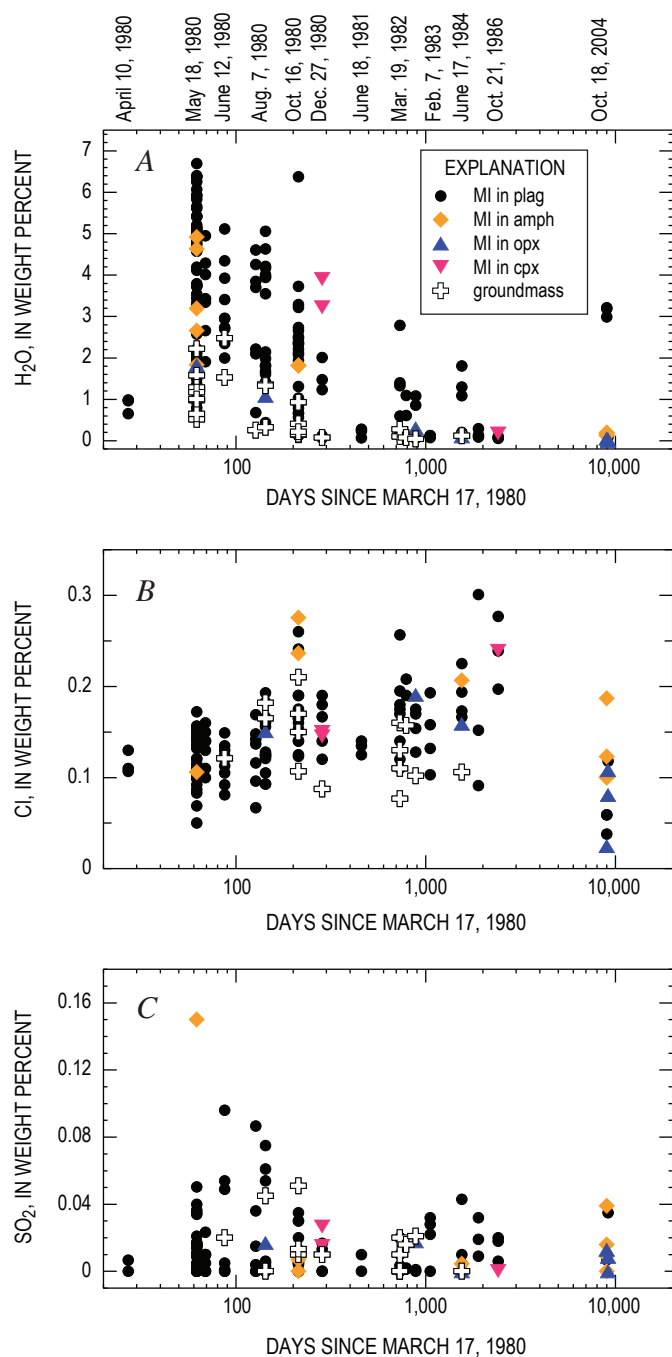 April 10, 1980
May 18, 1980
June 12, 1980
Aug. 7, 1980
Oct. 16, 1980
Dec. 27, 1980
June 18, 1981
Mar. 19, 1982
Feb. 7, 1983
June 17, 1984
Oct. 21, 1986
Oct. 18, 2004
A
H2O, IN WEIGHT PERCENT
7
6
5
4
3
2
1
0
EXPLANATION
MI in plag
MI in amph
MI in opx
MI in cpx
groundmass
100 1,000 10,000
DAYS SINCE MARCH 17, 1980
B
Cl, IN WEIGHT PERCENT
0.3
0.2
0.1
0
100 1,000 10,000
DAYS SINCE MARCH 17, 1980
C
SO2, IN WEIGHT PERCENT
0.16
0.12
0.08
0.04
0
100 1,000 10,000
DAYS SINCE MARCH 17, 1980